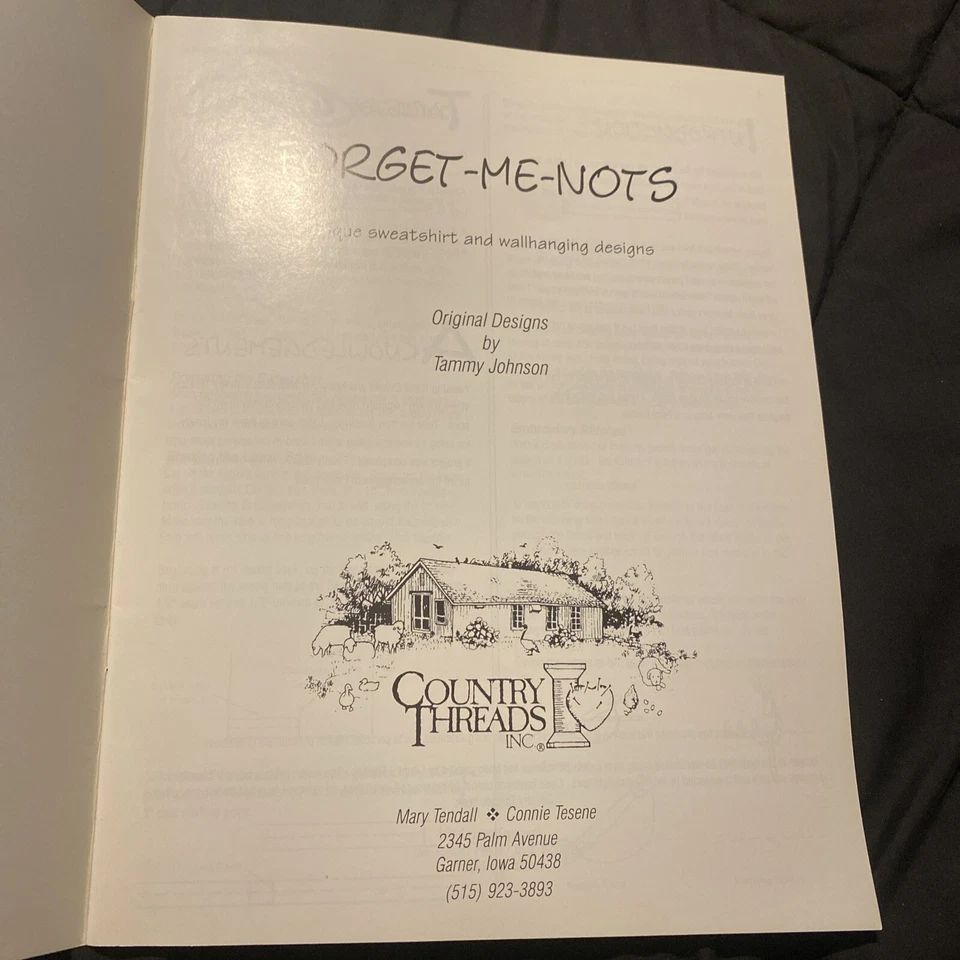 ORGET-ME-NOTS
sweatshirt and wallhanging designs
Original Designs
by
Tammy Johnson
COUNTRY
THREADS
INC.®
Mary Tendall ❖ Connie Tesene
2345 Palm Avenue
Garner, Iowa 50438
(515) 923-3893